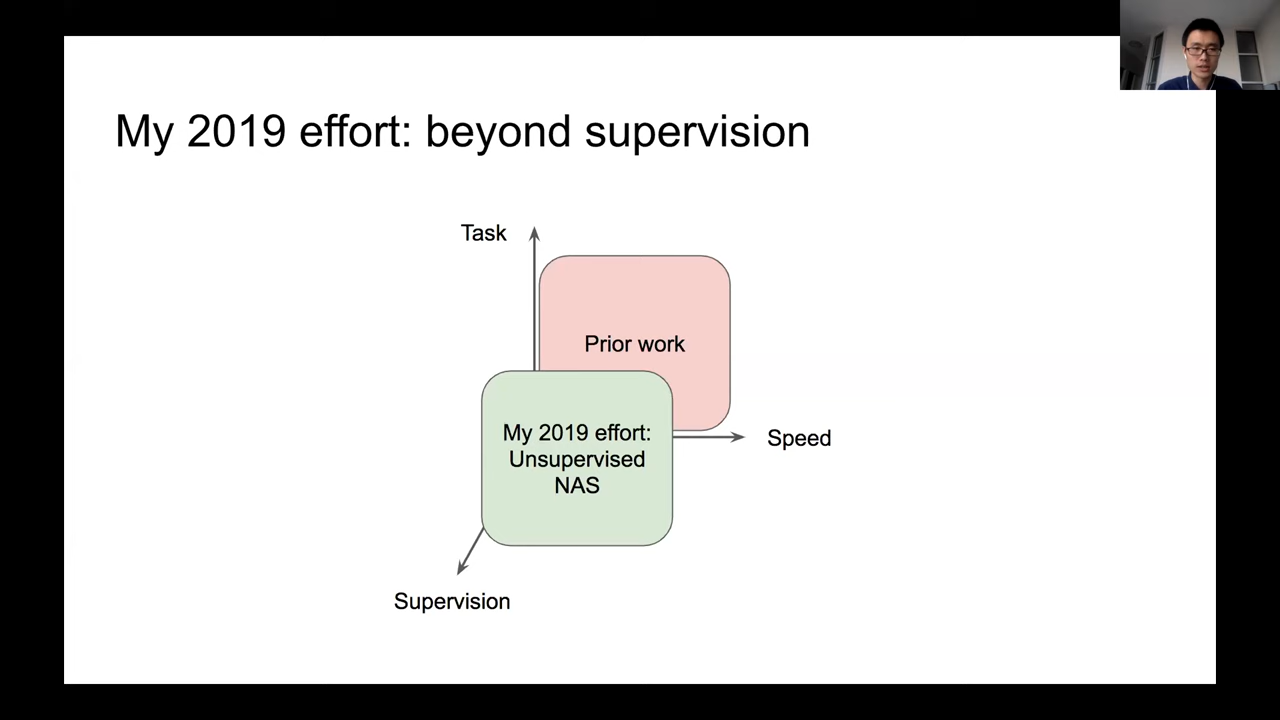 My 2019 effort: beyond supervision
Task
Prior work
My 2019 effort:
Unsupervised
NAS
Speed
Supervision